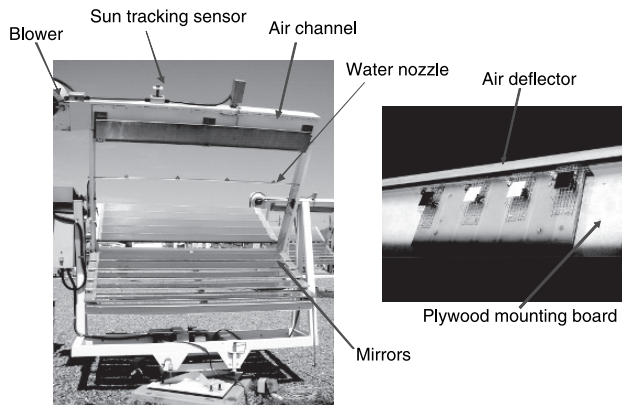 Sun tracking sensor
Blower
Air channel
Water nozzle
Air deflector
Plywood mounting board
Mirrors